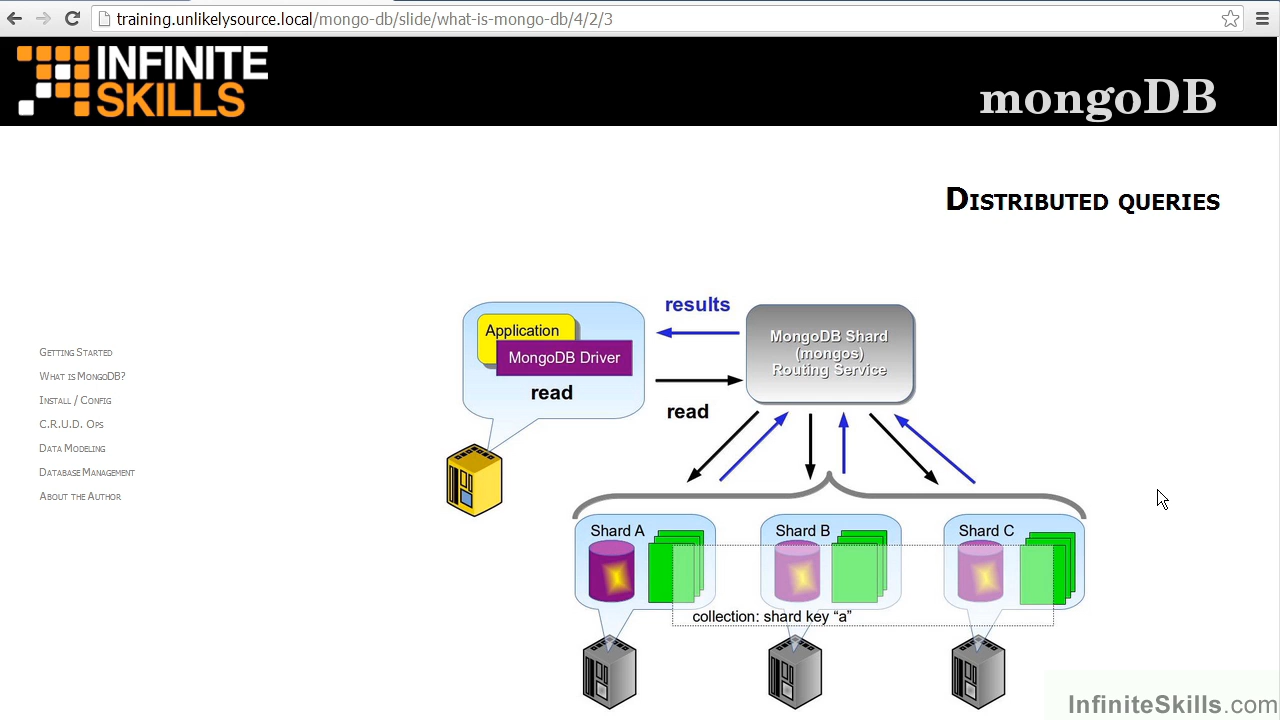 training.unlikelysource.local/mongo-db/slide/what-is-mongo-db/4/2/3
INFINITE
SKILLS
mongoDB
Distributed queries
Getting Started
What is MongoDB?
Install / Config
C.R.U.D. Ops
Data Modeling
Database Management
About the Author
Application
MongoDB Driver
read
results
read
MongoDB Shard
(mongos)
Routing Service
Shard A
Shard B
Shard C
collection: shard key “a”
InfiniteSkills.com